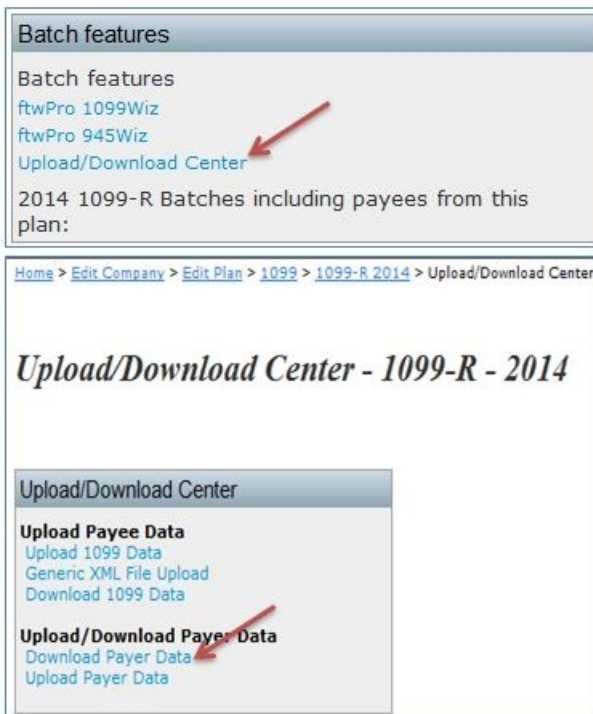 Batch features
Batch features
ftwPro 1099Wiz
ftwPro 945Wiz
Upload/Download Center
2014 1099-R Batches including payees from this
plan:
Home > Edit Company > Edit Plan > 1099 > 1099-R 2014 > Upload/Download Center
Upload/Download Center - 1099-R - 2014
Upload/Download Center
Upload Payee Data
Upload 1099 Data
Generic XML File Upload
Download 1099 Data
Upload/Download Payer Data
Download Payer Data
Upload Payer Data